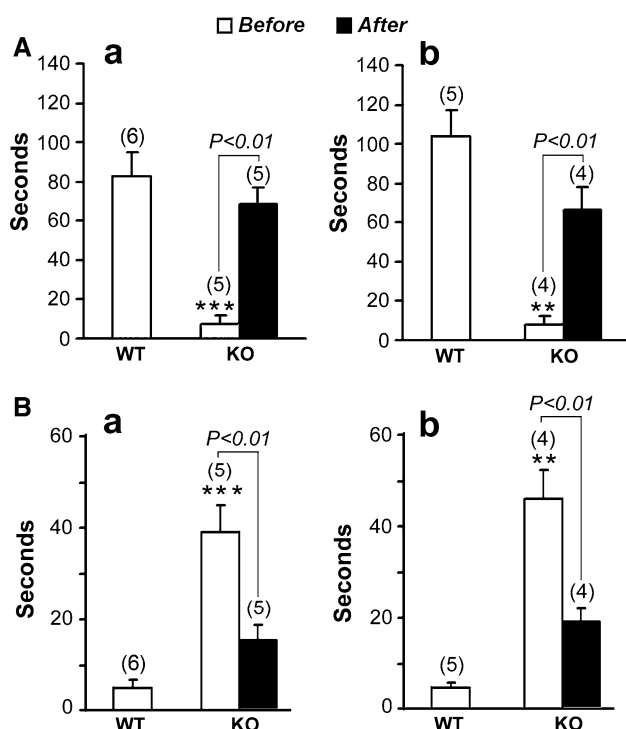 Before After
A a
140
120
100
80
60
40
20
0
Seconds
(6)
P<0.01
(5)
(5)
***
WT KO
b
140
120
100
80
60
40
20
0
Seconds
(5)
P<0.01
(4)
(4)
**
WT KO
B a
60
40
20
0
Seconds
P<0.01
(5)
***
(5)
(6)
WT KO
b
60
40
20
0
Seconds
P<0.01
(4)
**
(4)
(5)
WT KO